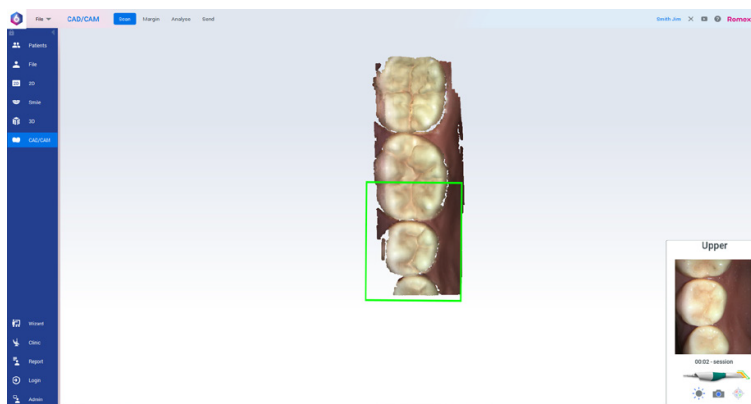 File
CAD/CAM
Scan
Margin
Analyse
Send
Smith Jim
Romex
Patients
File
2D
Smile
3D
CAD/CAM
Upper
00:02 - session
Wizard
Clinic
Report
Login
Admin